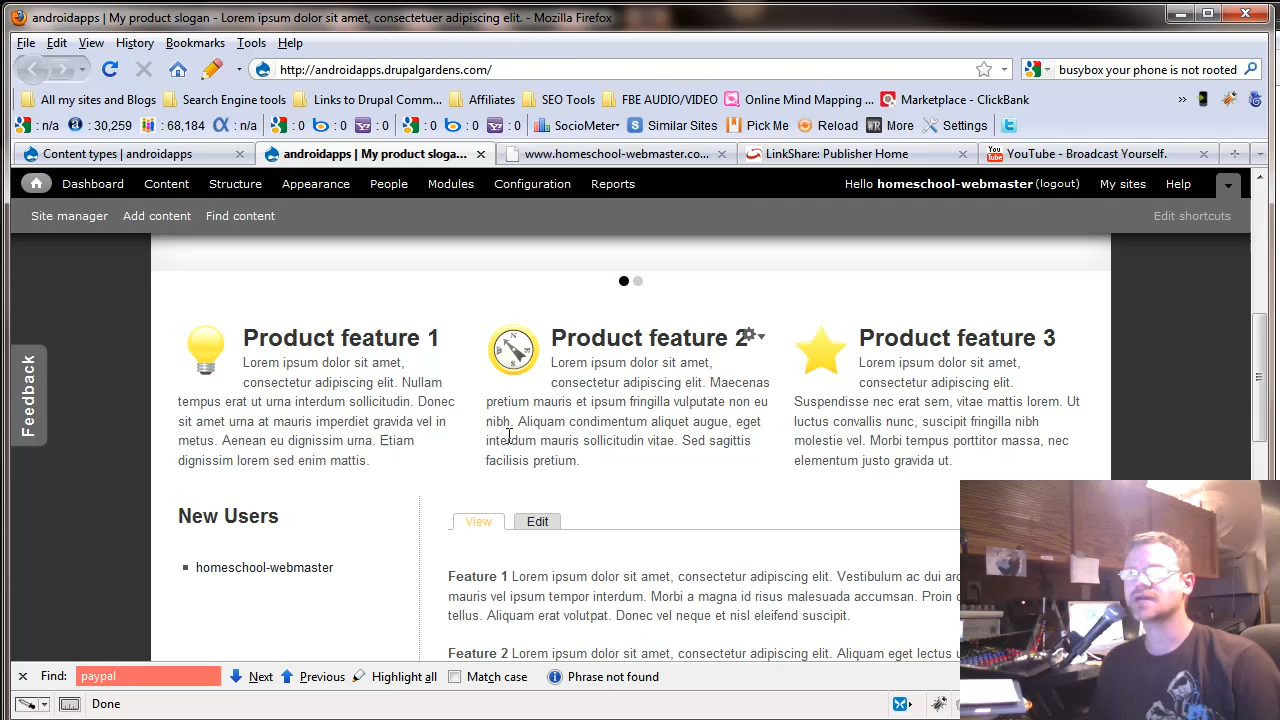 androidapps | My product slogan - Lorem ipsum dolor sit amet, consectetuer adipiscing elit. - Mozilla Firefox
File Edit View History Bookmarks Tools Help
http://androidapps.drupalgardens.com/ busybox your phone is not rooted
All my sites and Blogs Search Engine tools Links to Drupal Comm... Affiliates SEO Tools FBE AUDIO/VIDEO Online Mind Mapping ... Marketplace - ClickBank »
: n/a : 30,259 : 68,184 : n/a : 0 : 0 : 0 : 0 : 0 : 0 SocioMeter Similar Sites Pick Me Reload WR More Settings
Content types | androidapps androidapps | My product sloga... www.homeschool-webmaster.co... LinkShare: Publisher Home YouTube - Broadcast Yourself.
Dashboard Content Structure Appearance People Modules Configuration Reports Hello homeschool-webmaster (logout) My sites Help
Site manager Add content Find content Edit shortcuts
Feedback
Product feature 1
Lorem ipsum dolor sit amet,
consectetur adipiscing elit. Nullam
tempus erat ut urna interdum sollicitudin. Donec
sit amet urna at mauris imperdiet gravida vel in
metus. Aenean eu dignissim urna. Etiam
dignissim lorem sed enim mattis.
Product feature 2
Lorem ipsum dolor sit amet,
consectetur adipiscing elit. Maecenas
pretium mauris et ipsum fringilla vulputate non eu
nibh. Aliquam condimentum aliquet augue, eget
interdum mauris sollicitudin vitae. Sed sagittis
facilisis pretium.
Product feature 3
Lorem ipsum dolor sit amet,
consectetur adipiscing elit.
Suspendisse nec erat sem, vitae mattis lorem. Ut
luctus convallis nunc, suscipit fringilla nibh
molestie vel. Morbi tempus porttitor massa, nec
elementum justo gravida ut.
New Users
homeschool-webmaster
View Edit
Feature 1 Lorem ipsum dolor sit amet, consectetur adipiscing elit. Vestibulum ac dui
mauris vel ipsum tempor interdum. Morbi a magna id risus malesuada accumsan. Proin
tellus. Aliquam erat volutpat. Donec vel neque et nisl eleifend suscipit.
Feature 2 Lorem ipsum dolor sit amet, consectetur adipiscing elit. Aliquam eget lectus
Find: paypal Next Previous Highlight all Match case Phrase not found
Done